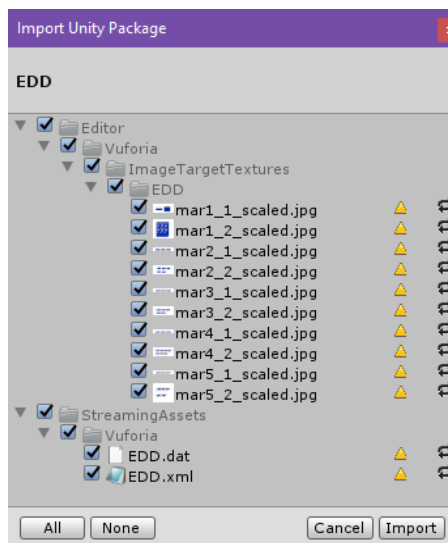 Import Unity Package
EDD
Editor
Vuforia
ImageTargetTextures
EDD
mar1_1_scaled.jpg
mar1_2_scaled.jpg
mar2_1_scaled.jpg
mar2_2_scaled.jpg
mar3_1_scaled.jpg
mar3_2_scaled.jpg
mar4_1_scaled.jpg
mar4_2_scaled.jpg
mar5_1_scaled.jpg
mar5_2_scaled.jpg
StreamingAssets
Vuforia
EDD.dat
EDD.xml
All None Cancel Import